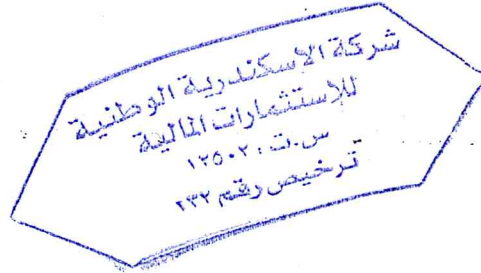 شركة الاسكندرية الوطنية
للاستثمارات المالية
س.ت : ١٢٥٠٢
ترخيص رقم ٢٣٢